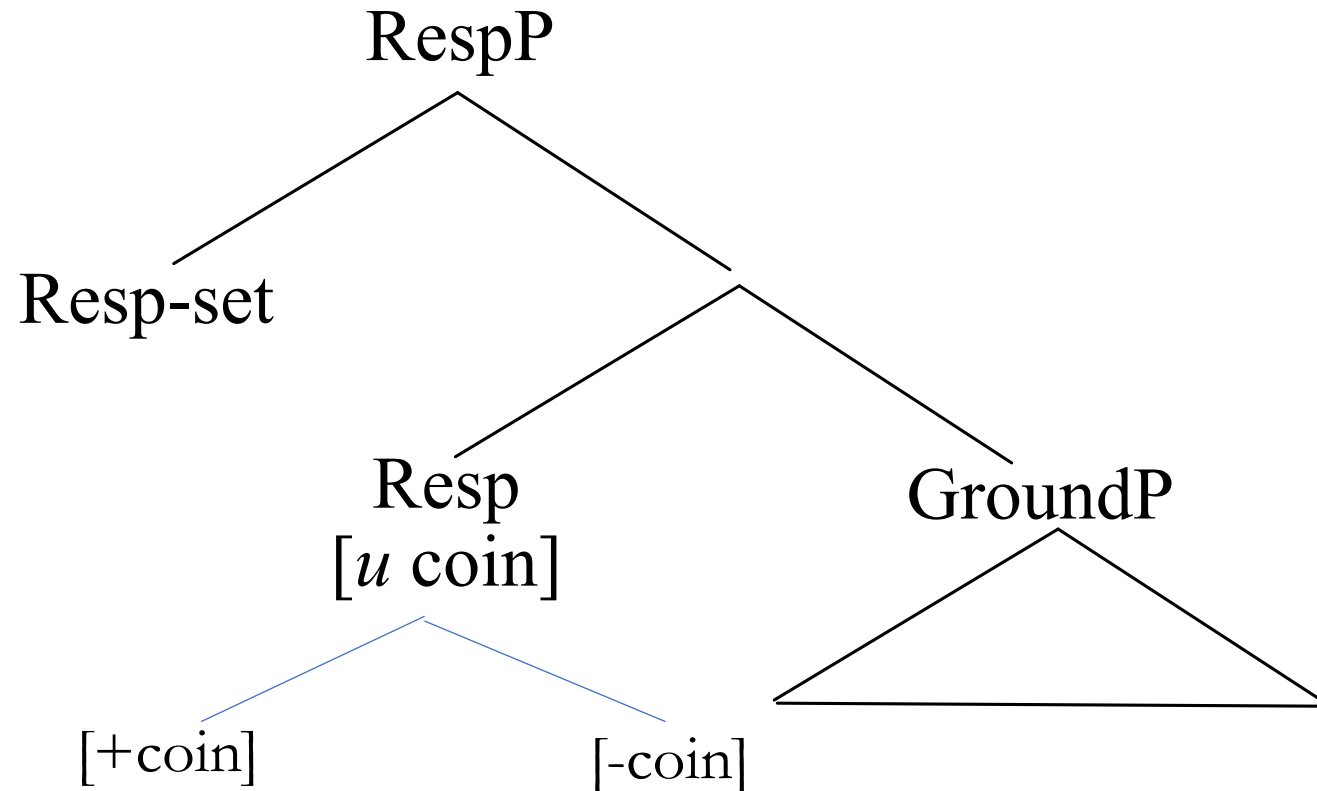 RespP
Resp-set
Resp
GroundP
[u coin]
[+coin]
[-coin]